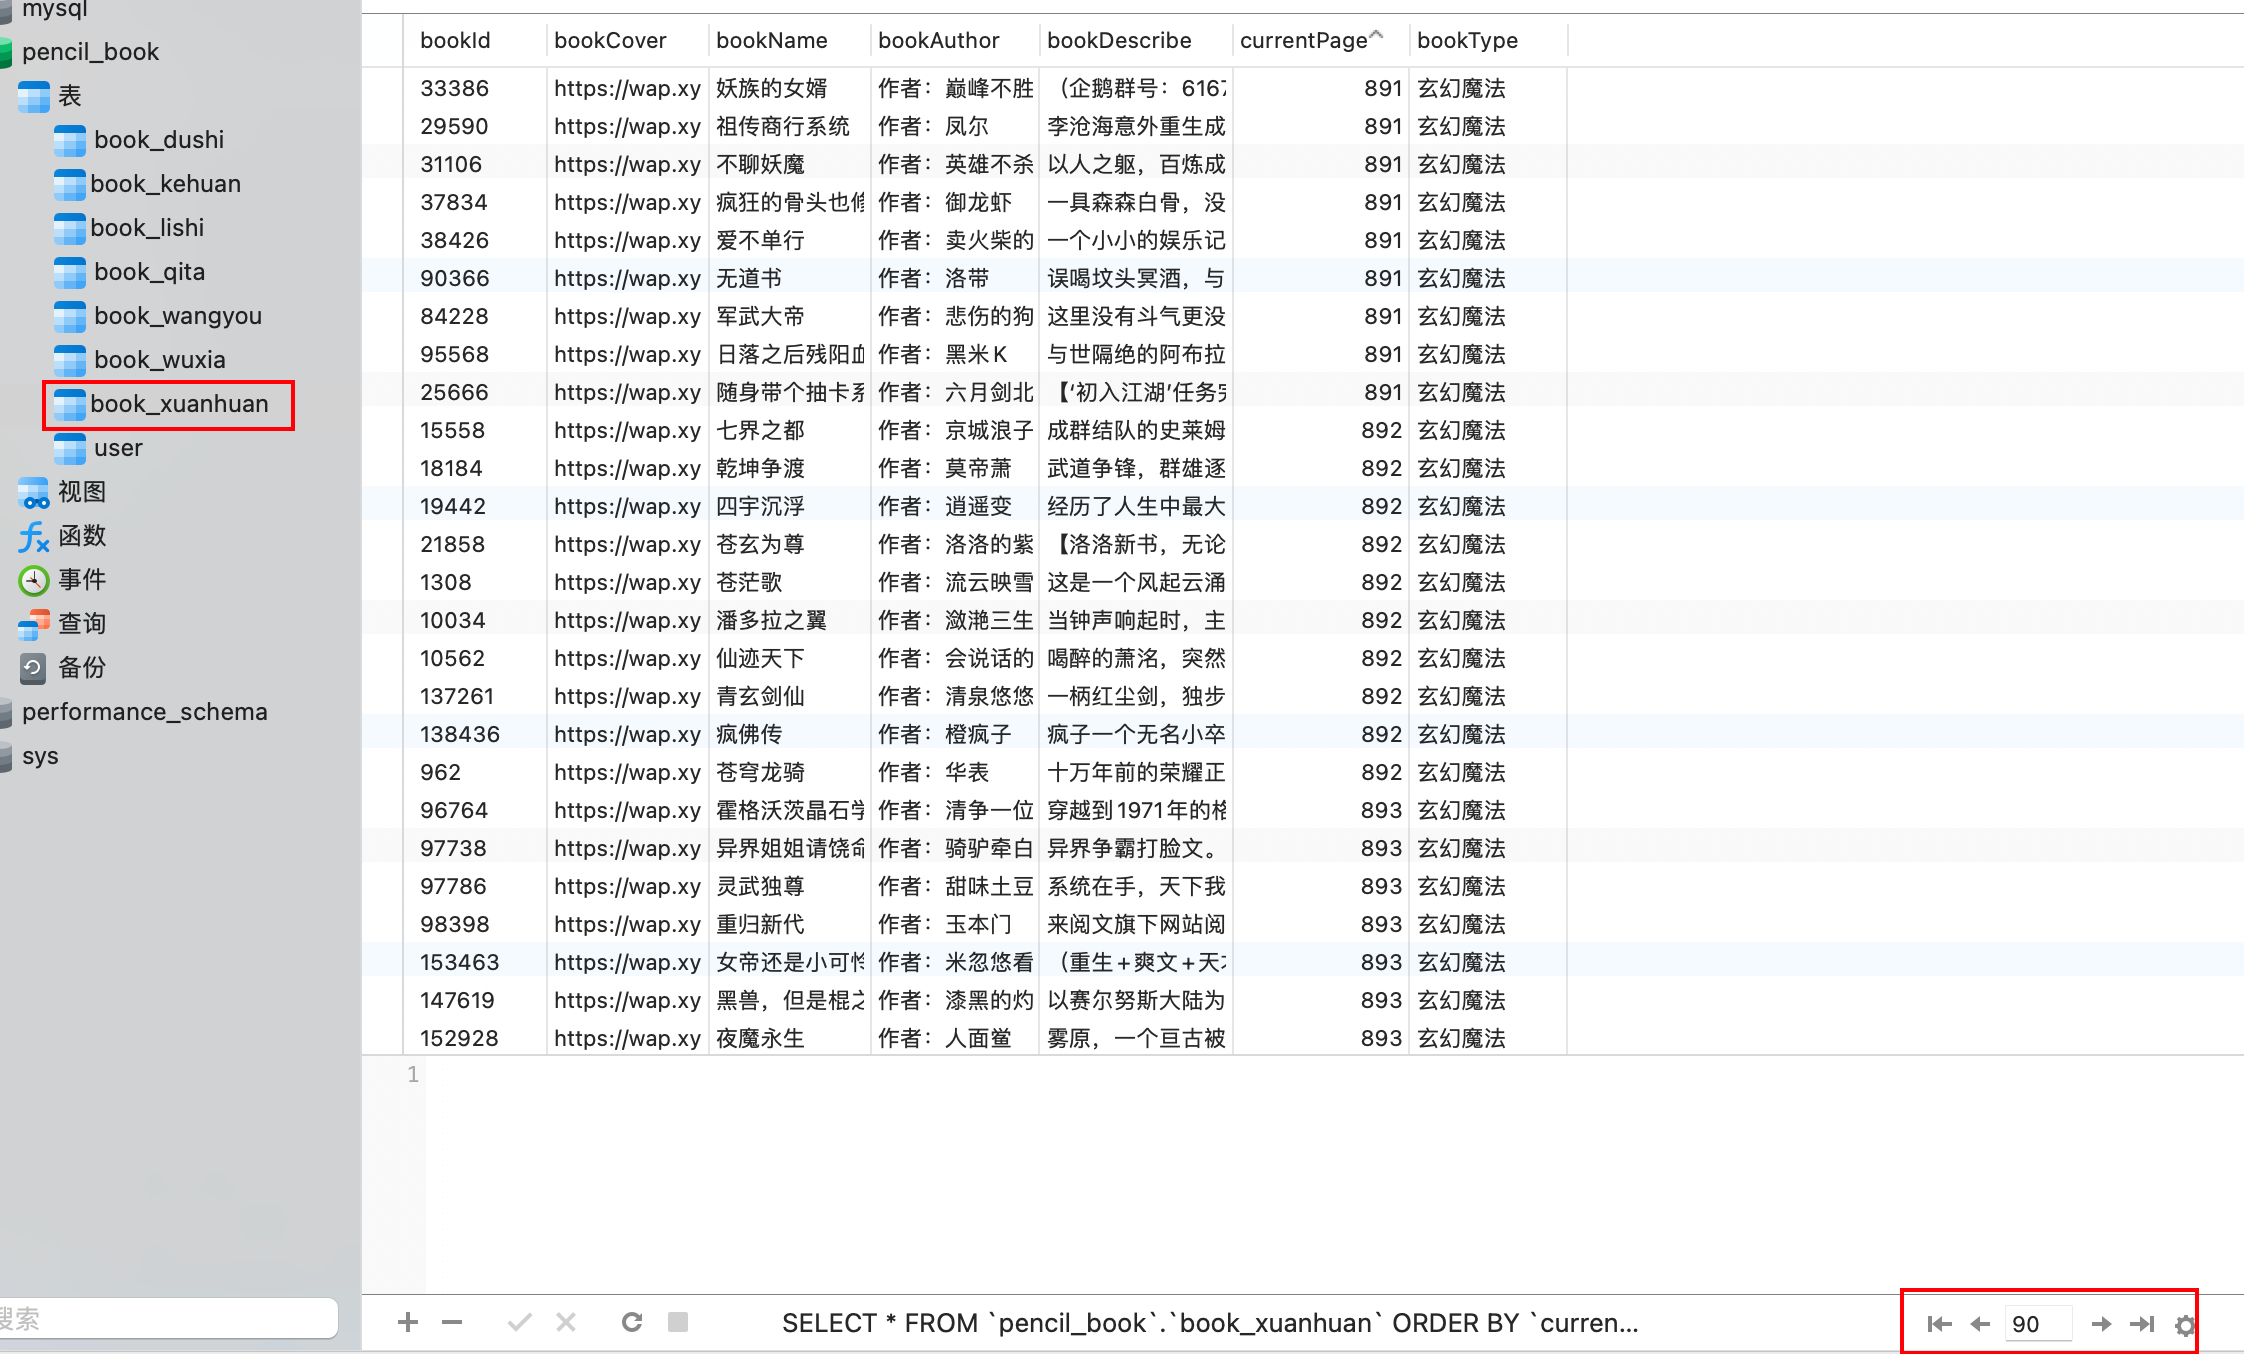 mysql
pencil_book
表
book_dushi
book_kehuan
book_lishi
book_qita
book_wangyou
book_wuxia
book_xuanhuan
user
视图
函数
事件
查询
备份
performance_schema
sys
搜索
bookId bookCover bookName bookAuthor bookDescribe currentPage bookType
33386 https://wap.xy 妖族的女婿 作者：巅峰不胜 （企鹅群号：6167 891 玄幻魔法
29590 https://wap.xy 祖传商行系统 作者：凤尔 李沧海意外重生成 891 玄幻魔法
31106 https://wap.xy 不聊妖魔 作者：英雄不杀 以人之躯，百炼成 891 玄幻魔法
37834 https://wap.xy 疯狂的骨头也修 作者：御龙虾 一具森森白骨，没 891 玄幻魔法
38426 https://wap.xy 爱不单行 作者：卖火柴的 一个小小的娱乐记 891 玄幻魔法
90366 https://wap.xy 无道书 作者：洛带 误喝坟头冥酒，与 891 玄幻魔法
84228 https://wap.xy 军武大帝 作者：悲伤的狗 这里没有斗气更没 891 玄幻魔法
95568 https://wap.xy 日落之后残阳血 作者：黑米K 与世隔绝的阿布拉 891 玄幻魔法
25666 https://wap.xy 随身带个抽卡系 作者：六月剑北 【‘初入江湖’任务完 891 玄幻魔法
15558 https://wap.xy 七界之都 作者：京城浪子 成群结队的史莱姆 892 玄幻魔法
18184 https://wap.xy 乾坤争渡 作者：莫帝萧 武道争锋，群雄逐 892 玄幻魔法
19442 https://wap.xy 四宇沉浮 作者：逍遥变 经历了人生中最大 892 玄幻魔法
21858 https://wap.xy 苍玄为尊 作者：洛洛的紫 【洛洛新书，无论 892 玄幻魔法
1308 https://wap.xy 苍茫歌 作者：流云映雪 这是一个风起云涌 892 玄幻魔法
10034 https://wap.xy 潘多拉之翼 作者：潋滟三生 当钟声响起时，主 892 玄幻魔法
10562 https://wap.xy 仙迹天下 作者：会说话的 喝醉的萧洺，突然 892 玄幻魔法
137261 https://wap.xy 青玄剑仙 作者：清泉悠悠 一柄红尘剑，独步 892 玄幻魔法
138436 https://wap.xy 疯佛传 作者：橙疯子 疯子一个无名小卒 892 玄幻魔法
962 https://wap.xy 苍穹龙骑 作者：华表 十万年前的荣耀正 892 玄幻魔法
96764 https://wap.xy 霍格沃茨晶石学 作者：清争一位 穿越到1971年的格 893 玄幻魔法
97738 https://wap.xy 异界姐姐请饶命 作者：骑驴牵白 异界争霸打脸文。 893 玄幻魔法
97786 https://wap.xy 灵武独尊 作者：甜味土豆 系统在手，天下我 893 玄幻魔法
98398 https://wap.xy 重归新代 作者：玉本门 来阅文旗下网站阅 893 玄幻魔法
153463 https://wap.xy 女帝还是小可怜 作者：米忽悠看 （重生+爽文+天才 893 玄幻魔法
147619 https://wap.xy 黑兽，但是棍之 作者：漆黑的灼 以赛尔努斯大陆为 893 玄幻魔法
152928 https://wap.xy 夜魔永生 作者：人面鲎 雾原，一个亘古被 893 玄幻魔法
1
SELECT * FROM `pencil_book`.`book_xuanhuan` ORDER BY `curren...
90